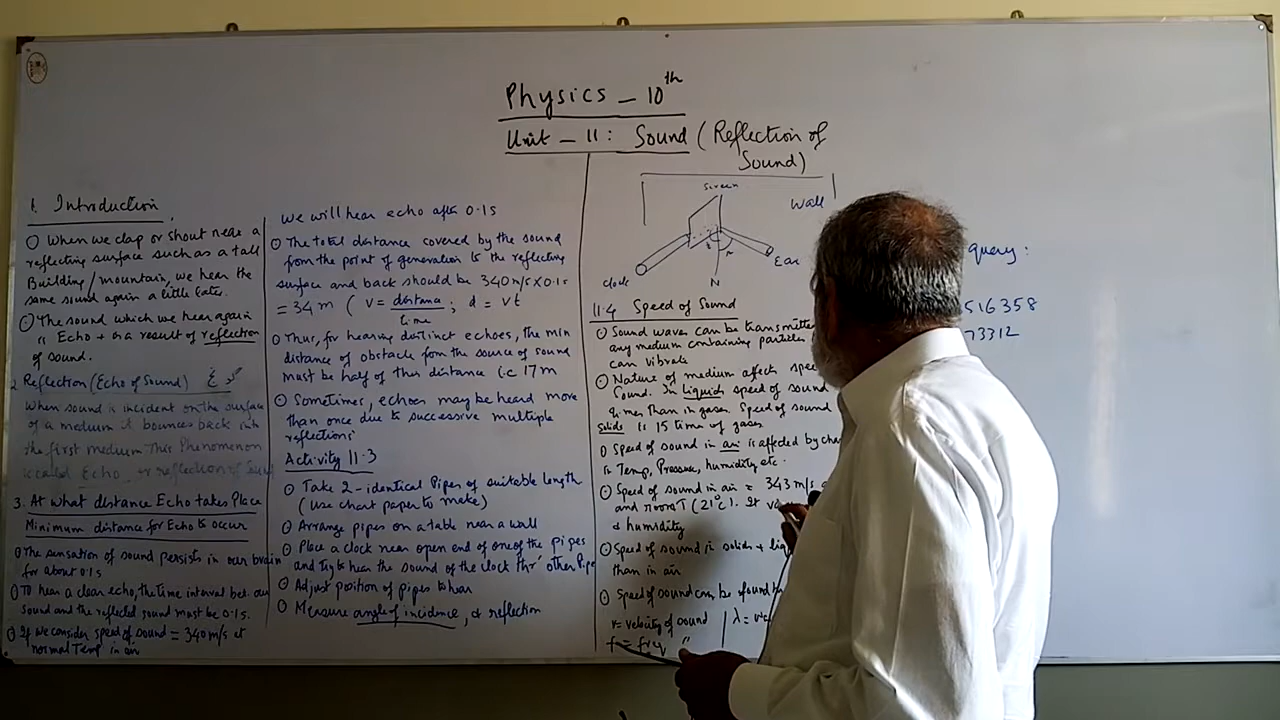 Physics - 10th
Unit - 11: Sound (Reflection of
Sound)
1. Introduction
When we clap or shout near a
reflecting surface such as a tall
Building/mountain, we hear the
same sound again a little later.
The sound which we hear again
" Echo + is a result of reflection
of sound.
2. Reflection (Echo of Sound)
When sound is incident on the surface
of a medium it bounces back into
the first medium. This Phenomenon
is called Echo or reflection of Sound
3. At what distance Echo takes Place
Minimum distance for Echo to occur
The sensation of sound persists in our brain
for about 0.1s
To hear a clear echo, the Time interval bet. our
sound and the reflected sound must be 0.1s.
If we consider speed of sound = 340 m/s at
normal Temp in air
We will hear echo after 0.1s
The total distance covered by the sound
from the point of generation to the reflecting
surface and back should be 340 m/s x 0.1s
= 34 m ( v = distance/time ; d = vt
Thus, for hearing distinct echoes, the min
distance of obstacle from the source of sound
must be half of this distance i.e 17 m
Sometimes, echoes may be heard more
than once due to successive multiple
reflections
Activity 11.3
Take 2-identical Pipes of suitable length
(Use chart paper to make)
Arrange pipes on a table near a wall
Place a clock near open end of one of the pipes
and try to hear the sound of the clock thr' other Pipe
Adjust position of pipes to hear
Measure angle of incidence, & reflection
Screen
Wall
i
r
Ear
clock
N
11.4 Speed of Sound
Sound waves can be transmitte
any medium containing particles
can vibrate
Nature of medium affect spee
Sound. In Liquids speed of sound
times than in gases. Speed of sound
Solids is 15 time of gases
Speed of sound in air is affected by cha
in Temp, Pressure, humidity etc.
Speed of sound in air = 343 m/s
and room T (21°C). It v
& humidity
Speed of sound in solids + liq
than in air
Speed of sound can be found
v = velocity of sound
λ =
f = freq "
query:
516358
73312